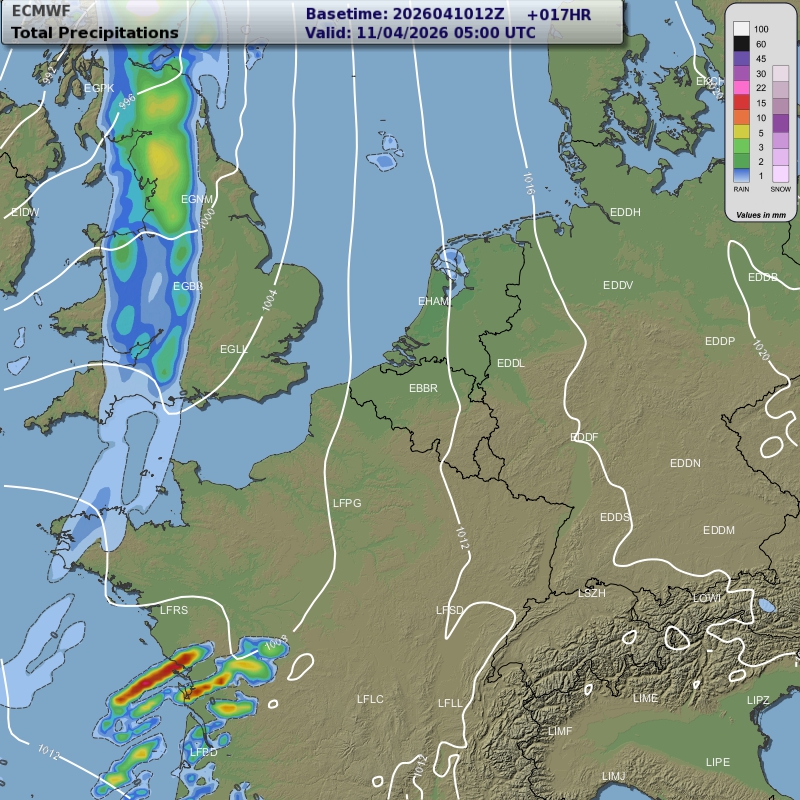 ECMWF
Basetime: 2026041012Z +017HR
Total Precipitations
Valid: 11/04/2026 05:00 UTC
100
60
45
30
22
15
10
5
3
2
1
RAIN
SNOW
Values in mm
992
EGPK
996
EKCH
1016
EIDW
EGNM
1000
EDDH
EGBB
1004
EHAM
EDDV
EDDB
EGLL
EDDP
1020
EDDL
EBBR
EDDF
EDDN
LFPG
EDDS
EDDM
1012
LSZH
LOWI
LFRS
LFSD
1008
LFLC
LFLL
LIME
LIPZ
LIMF
1012
LFBD
1012
LIPE
LIMJ